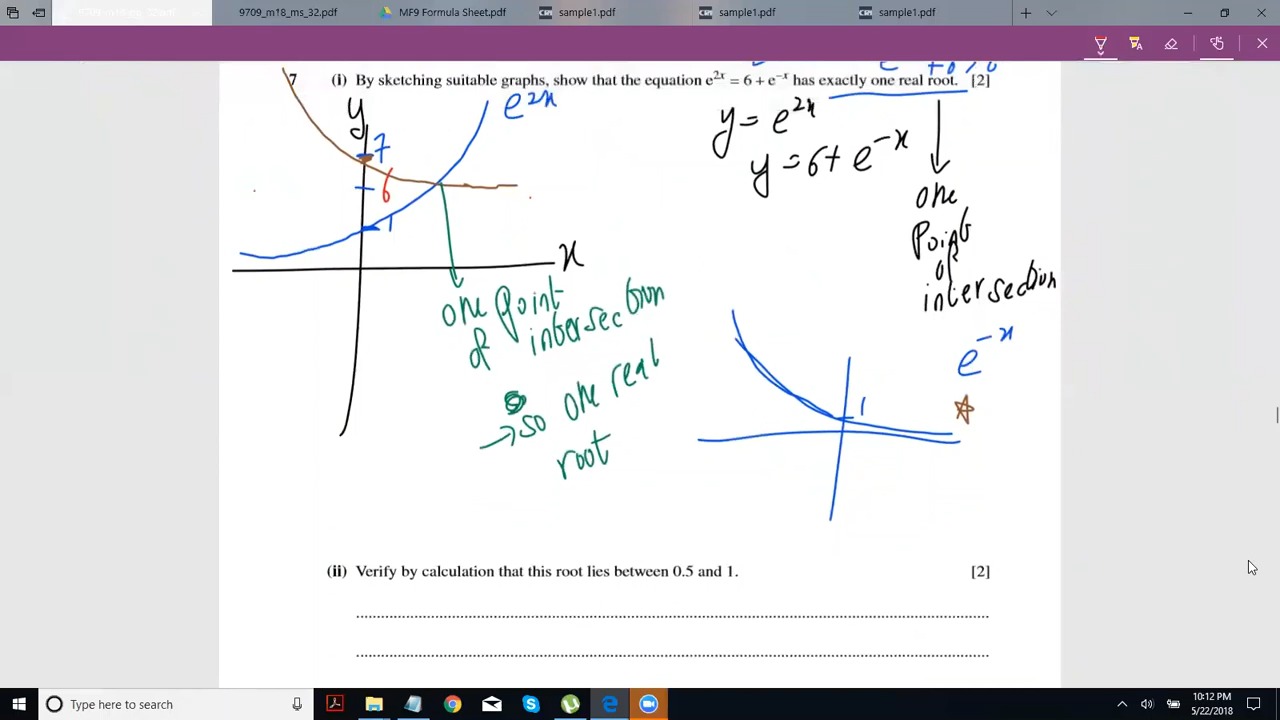 9709_m18_ms_32.pdf
MF9 Formula Sheet.pdf
sample1.pdf
sample1.pdf
sample1.pdf
7 (i) By sketching suitable graphs, show that the equation e^2x = 6 + e^−x has exactly one real root. [2]
y
e^2x
7
6
1
x
y = e^2x
y = 6 + e^−x
one
Point
of
intersection
one point
of intersection
→ so one real
root
e^−x
1
(ii) Verify by calculation that this root lies between 0.5 and 1. [2]
Type here to search
10:12 PM
5/22/2018